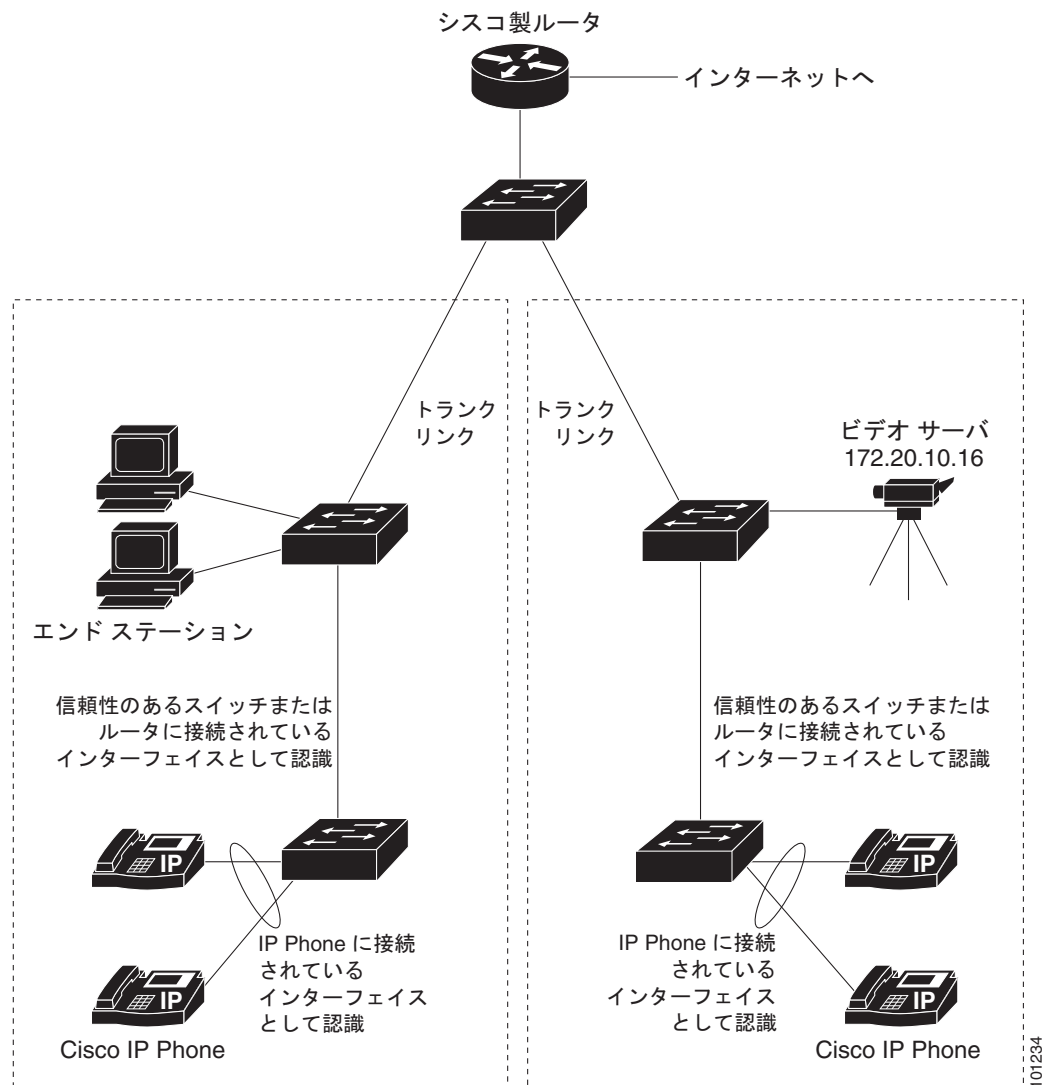 シスコ製ルータ
インターネットへ
トランク
リンク
トランク
リンク
ビデオ サーバ
172.20.10.16
エンド ステーション
信頼性のあるスイッチまたは
ルータに接続されている
インターフェイスとして認識
信頼性のあるスイッチまたは
ルータに接続されている
インターフェイスとして認識
IP
IP
IP Phone に接続
されている
インターフェイス
として認識
IP
Cisco IP Phone
IP
IP Phone に接続
されている
インターフェイス
として認識
Cisco IP Phone
101234